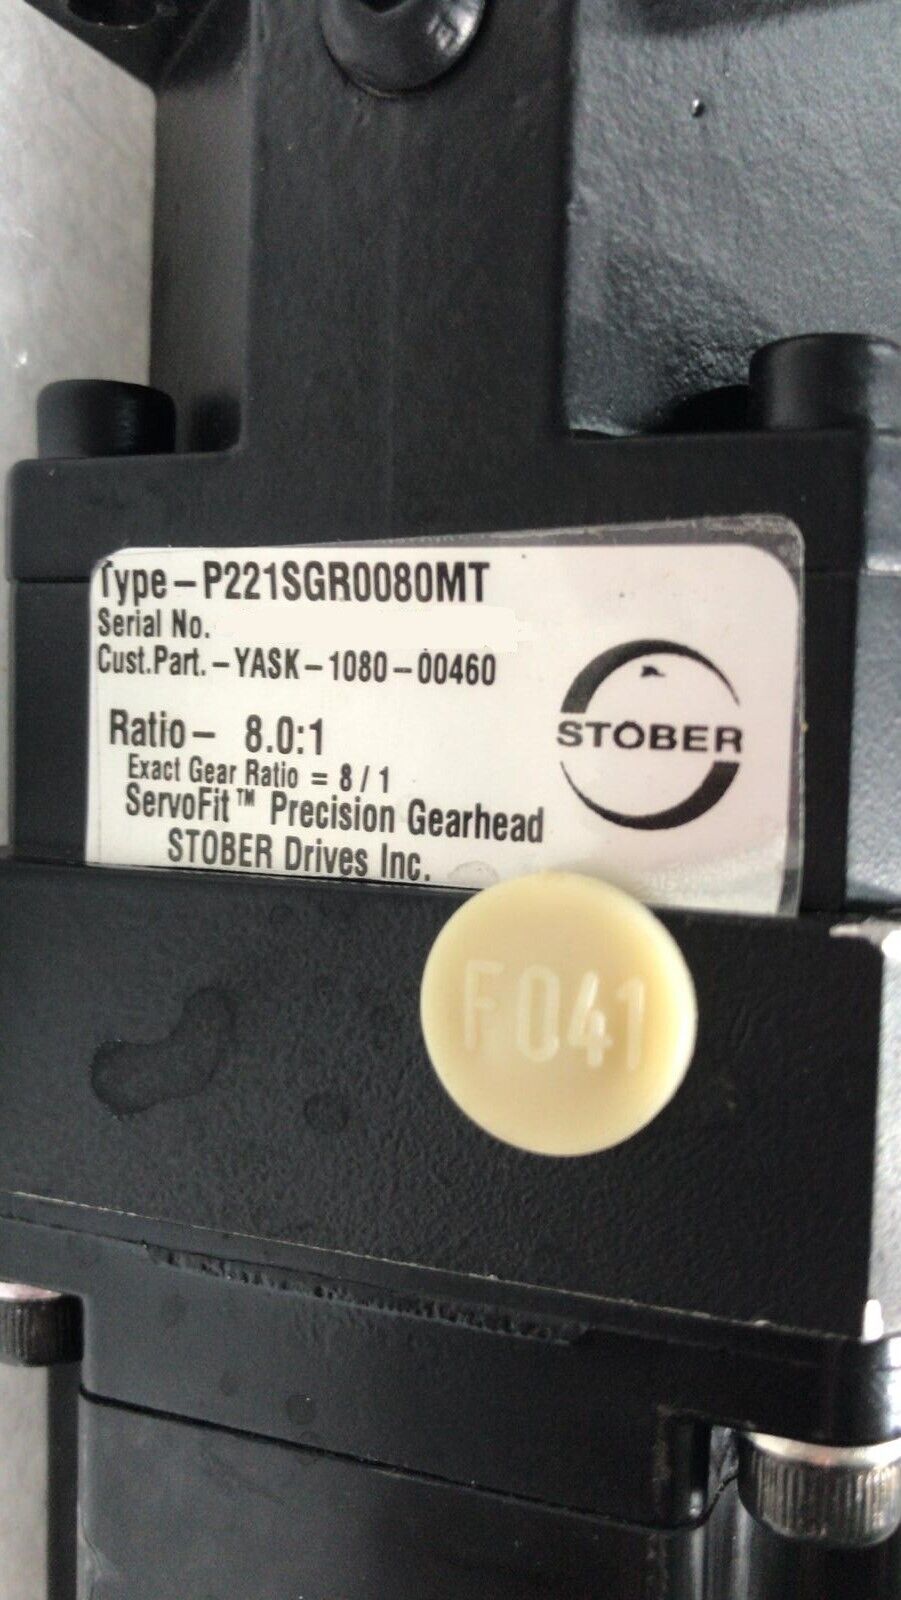 Type-P221SGR0080MT
Serial No.
Cust.Part.-YASK-1080-00460
STOBER
Ratio- 8.0:1
Exact Gear Ratio = 8 / 1
ServoFit™ Precision Gearhead
STOBER Drives Inc.
F041